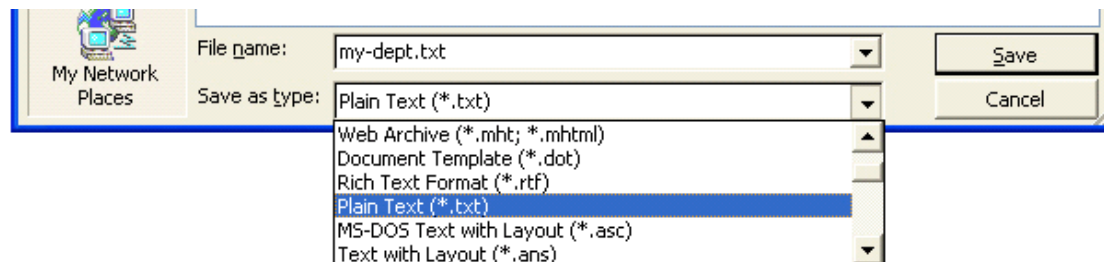 File name: my-dept.txt Save
My Network
Places Save as type: Plain Text (*.txt) Cancel
Web Archive (*.mht; *.mhtml)
Document Template (*.dot)
Rich Text Format (*.rtf)
Plain Text (*.txt)
MS-DOS Text with Layout (*.asc)
Text with Layout (*.ans)